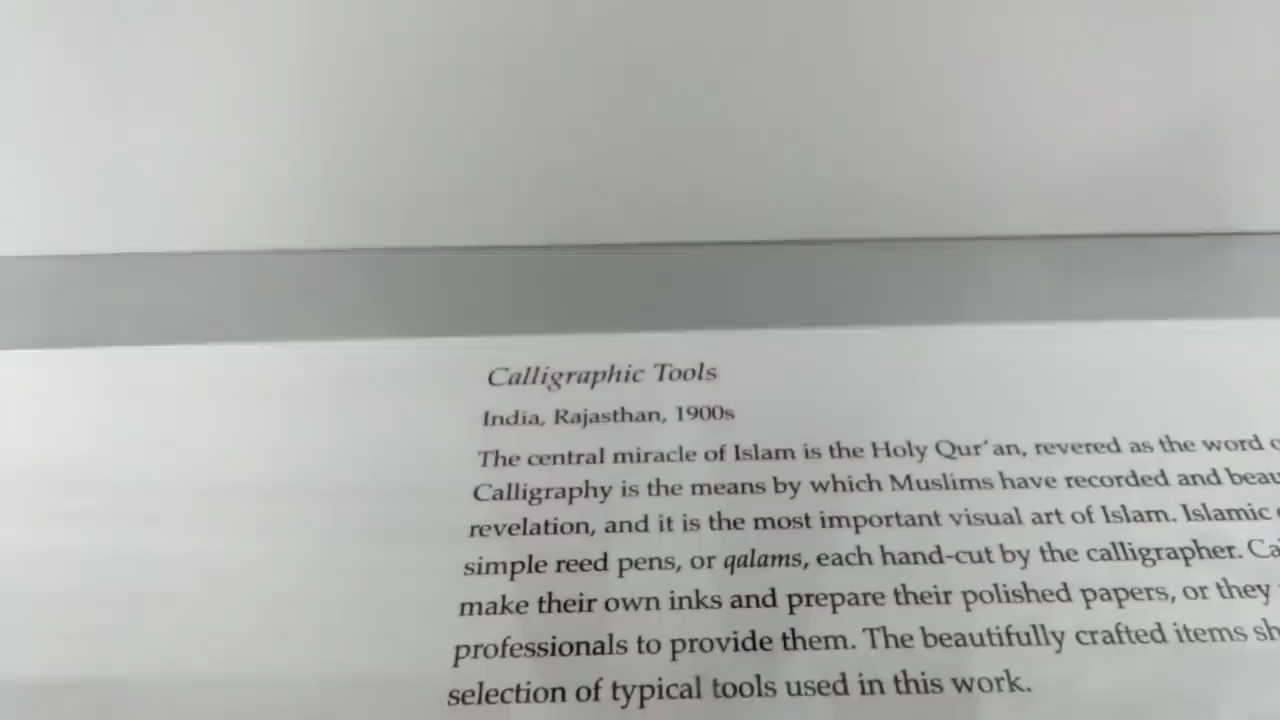 Calligraphic Tools
India, Rajasthan, 1900s
The central miracle of Islam is the Holy Qur'an, revered as the word
Calligraphy is the means by which Muslims have recorded and
revelation, and it is the most important visual art of Islam. Islamic
simple reed pens, or qalams, each hand-cut by the calligrapher.
make their own inks and prepare their polished papers, or they
professionals to provide them. The beautifully crafted items
selection of typical tools used in this work.